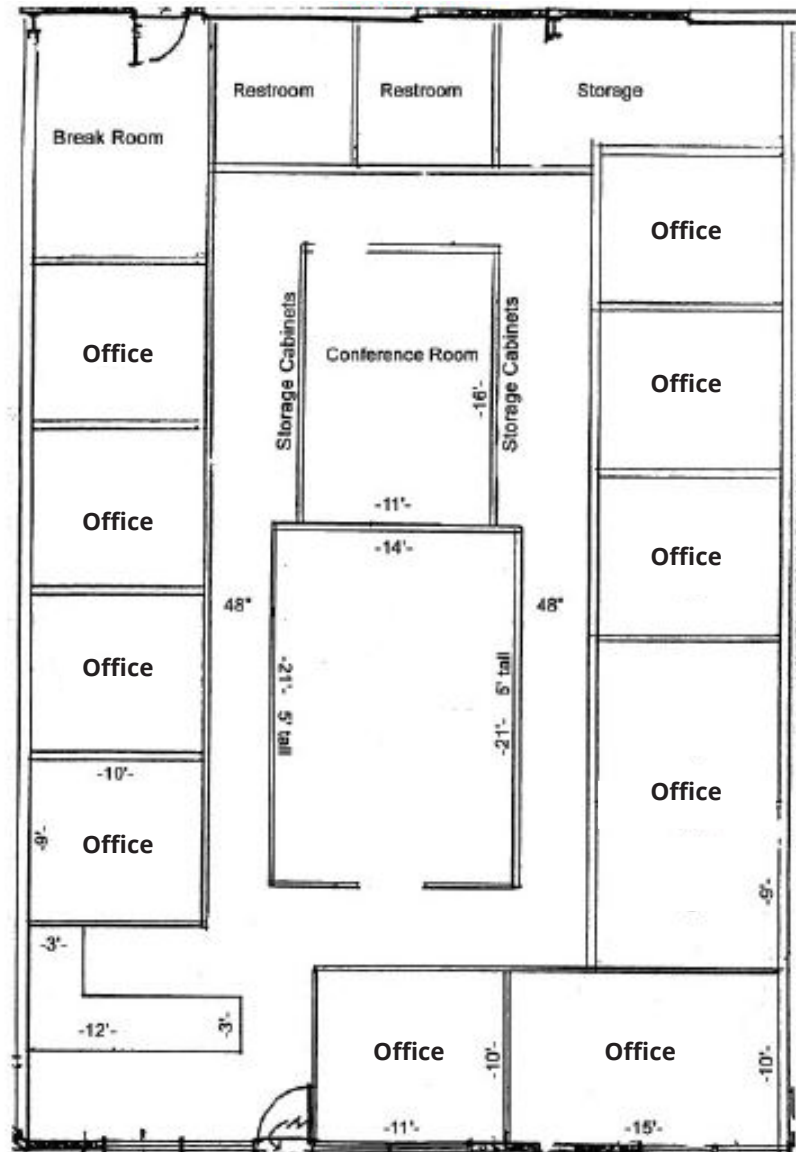 Restroom
Restroom
Storage
Break Room
Office
Office
Storage Cabinets
Conference Room
-16'-
Storage Cabinets
Office
-11'-
-14'-
Office
Office
48"
48"
-21'- 5' tall
-21'- 5' tall
Office
-10'-
Office
-9'-
Office
-9'-
-3'-
-12'-
-3'-
Office
-10'-
Office
-10'-
-11'-
-15'-